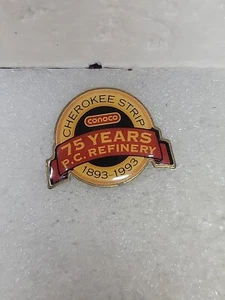 CHEROKEE STRIP
conoco
75 YEARS
P.C. REFINERY
1893-1993